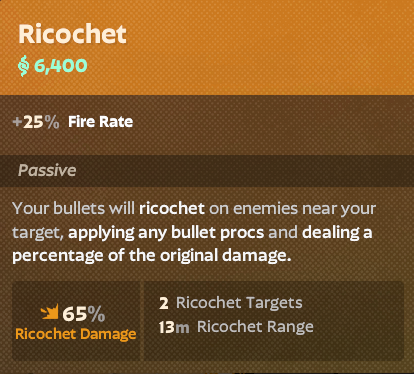 Ricochet
6,400
+25% Fire Rate
Passive
Your bullets will ricochet on enemies near your
target, applying any bullet procs and dealing a
percentage of the original damage.
65%
Ricochet Damage
2 Ricochet Targets
13m Ricochet Range